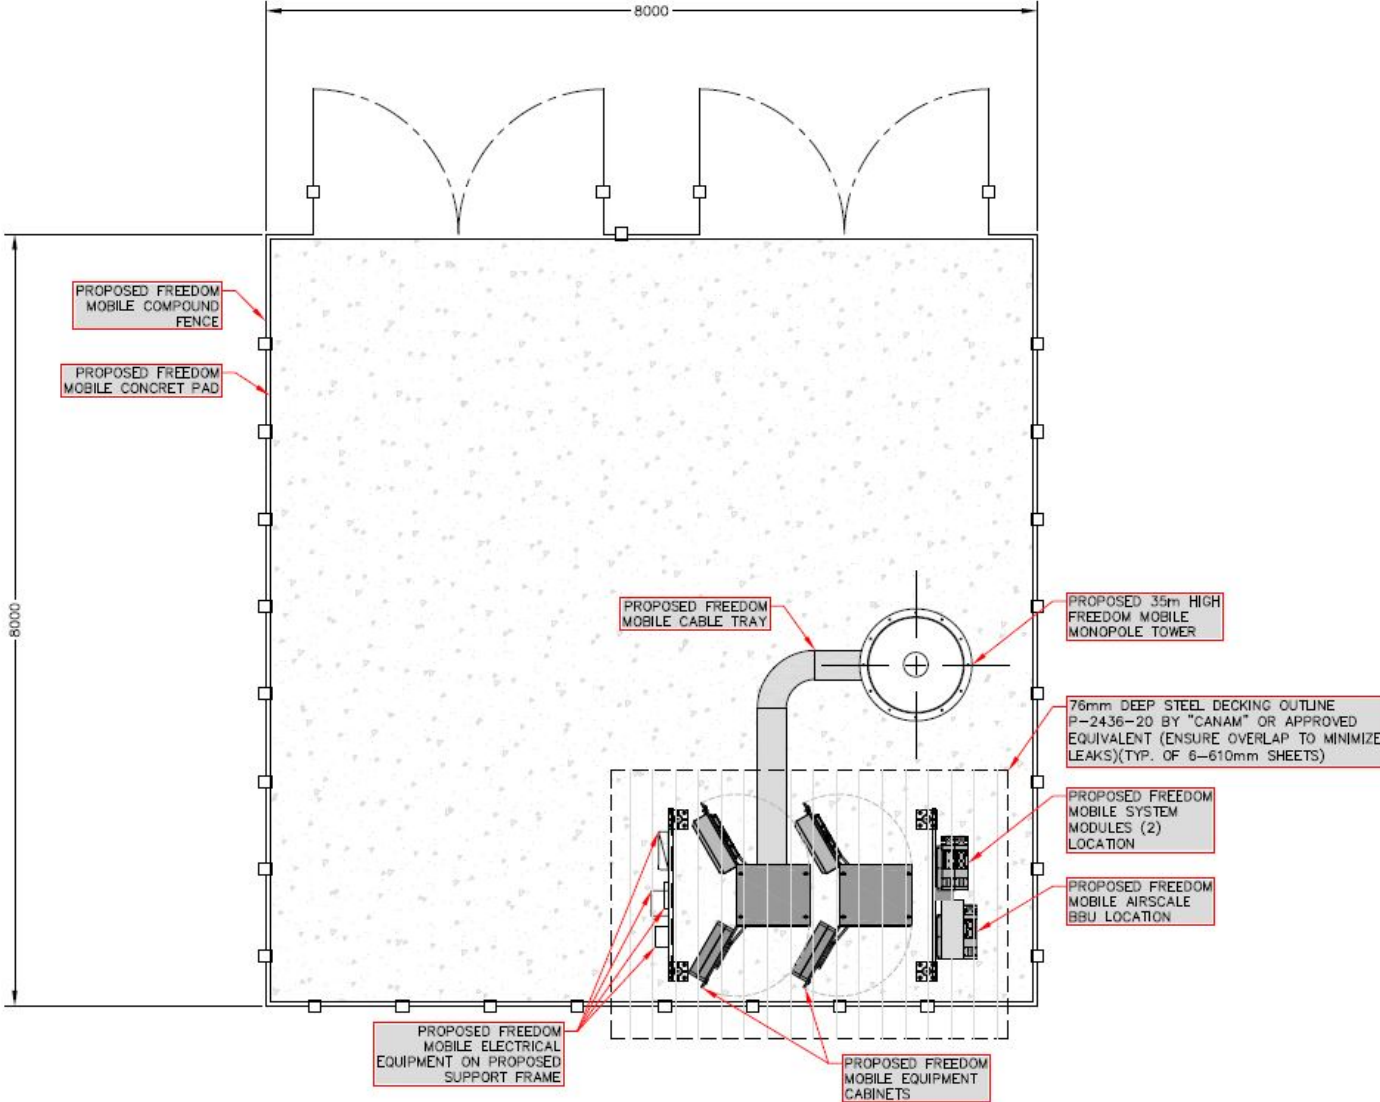 8000
PROPOSED FREEDOM
MOBILE COMPOUND
FENCE
PROPOSED FREEDOM
MOBILE CONCRET PAD
8000
PROPOSED FREEDOM
MOBILE CABLE TRAY
PROPOSED 35m HIGH
FREEDOM MOBILE
MONOPOLE TOWER
76mm DEEP STEEL DECKING OUTLINE
P-2436-20 BY "CANAM" OR APPROVED
EQUIVALENT (ENSURE OVERLAP TO MINIMIZE
LEAKS)(TYP. OF 6-610mm SHEETS)
PROPOSED FREEDOM
MOBILE SYSTEM
MODULES (2)
LOCATION
PROPOSED FREEDOM
MOBILE AIRSCALE
BBU LOCATION
PROPOSED FREEDOM
MOBILE ELECTRICAL
EQUIPMENT ON PROPOSED
SUPPORT FRAME
PROPOSED FREEDOM
MOBILE EQUIPMENT
CABINETS